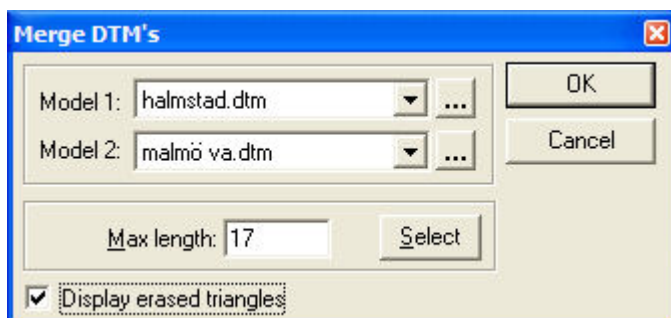 Merge DTM's
Model 1: halmstad.dtm ...
OK
Model 2: malmö va.dtm ...
Cancel
Max length: 17 Select
Display erased triangles